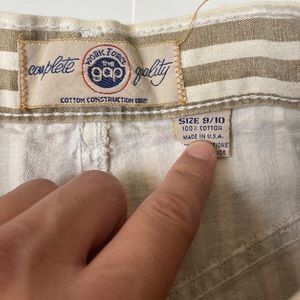 WORK FORCE
complete the gap quality
COTTON CONSTRUCTION CORP.
SIZE 9/10
100% COTTON
MADE IN U.S.A.